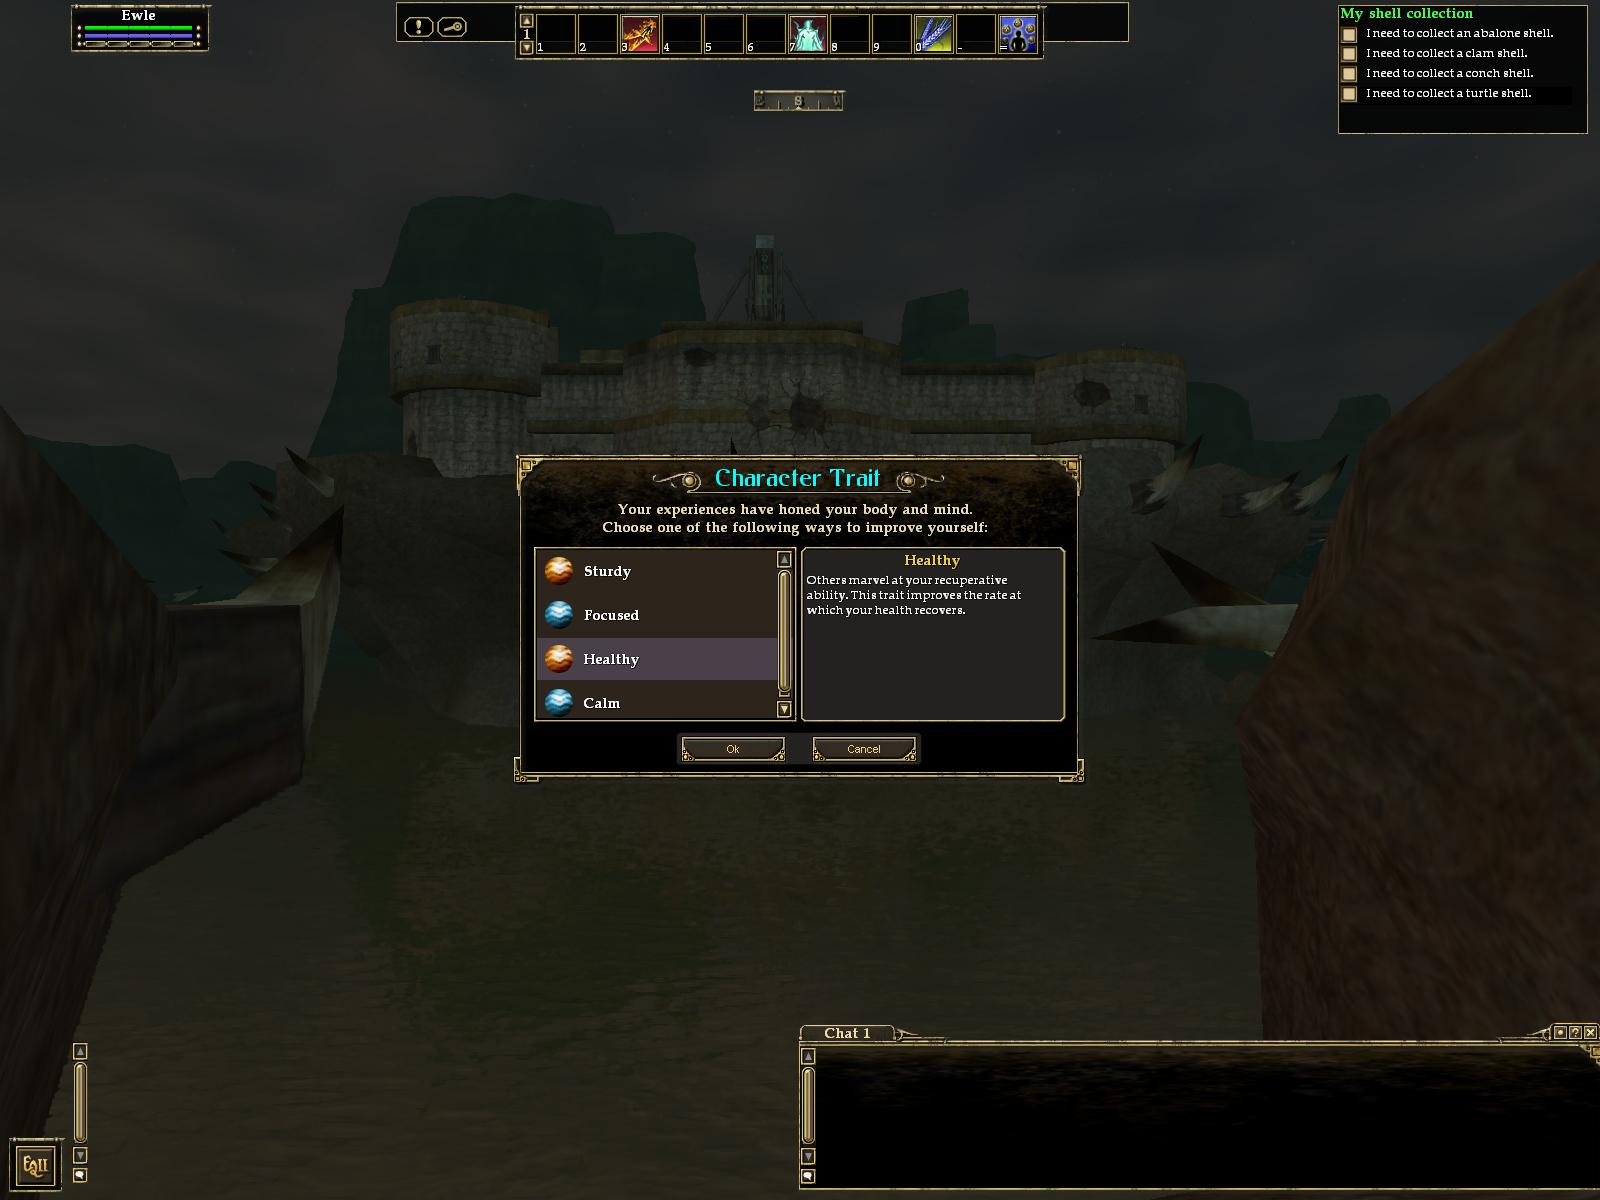 Ewle
1
1
2
3
4
5
6
7
8
9
0
-
=
E S W
My shell collection
I need to collect an abalone shell.
I need to collect a clam shell.
I need to collect a conch shell.
I need to collect a turtle shell.
Character Trait
Your experiences have honed your body and mind.
Choose one of the following ways to improve yourself:
Sturdy
Focused
Healthy
Calm
Healthy
Others marvel at your recuperative
ability. This trait improves the rate at
which your health recovers.
Ok
Cancel
Chat 1
?
EQII